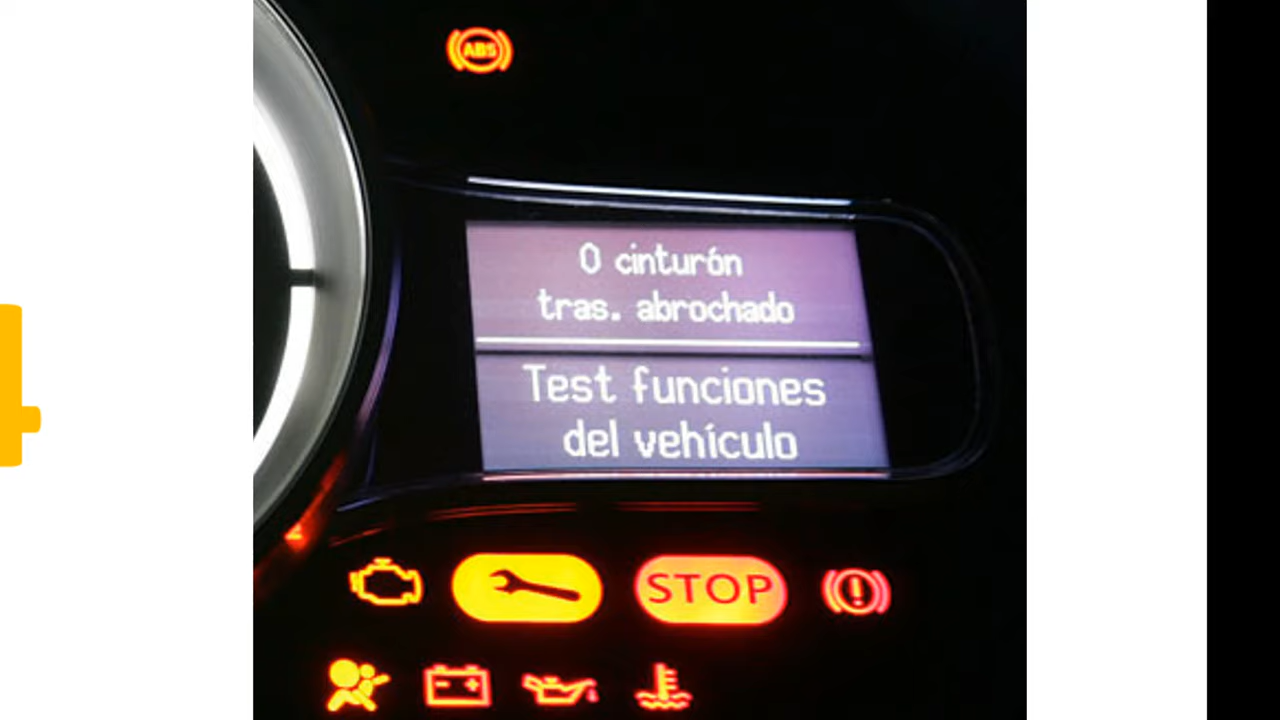 ABS
0 cinturón
tras. abrochado
Test funciones
del vehículo
STOP